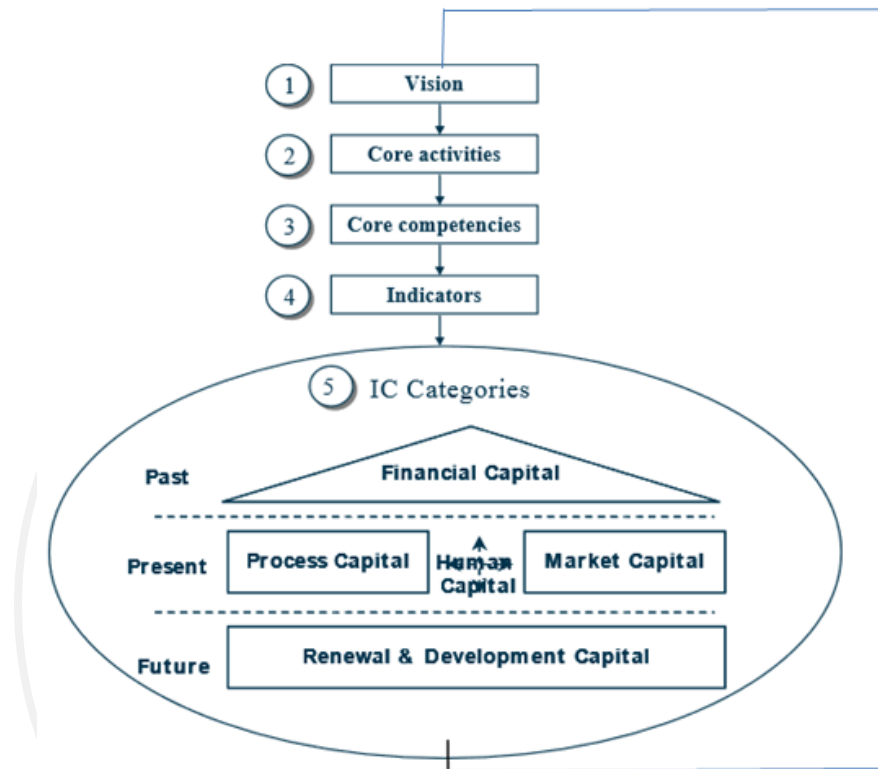 1
Vision
2
Core activities
3
Core competencies
4
Indicators
5 IC Categories
Past
Financial Capital
Present
Process Capital
Human
Capital
Market Capital
Future
Renewal & Development Capital